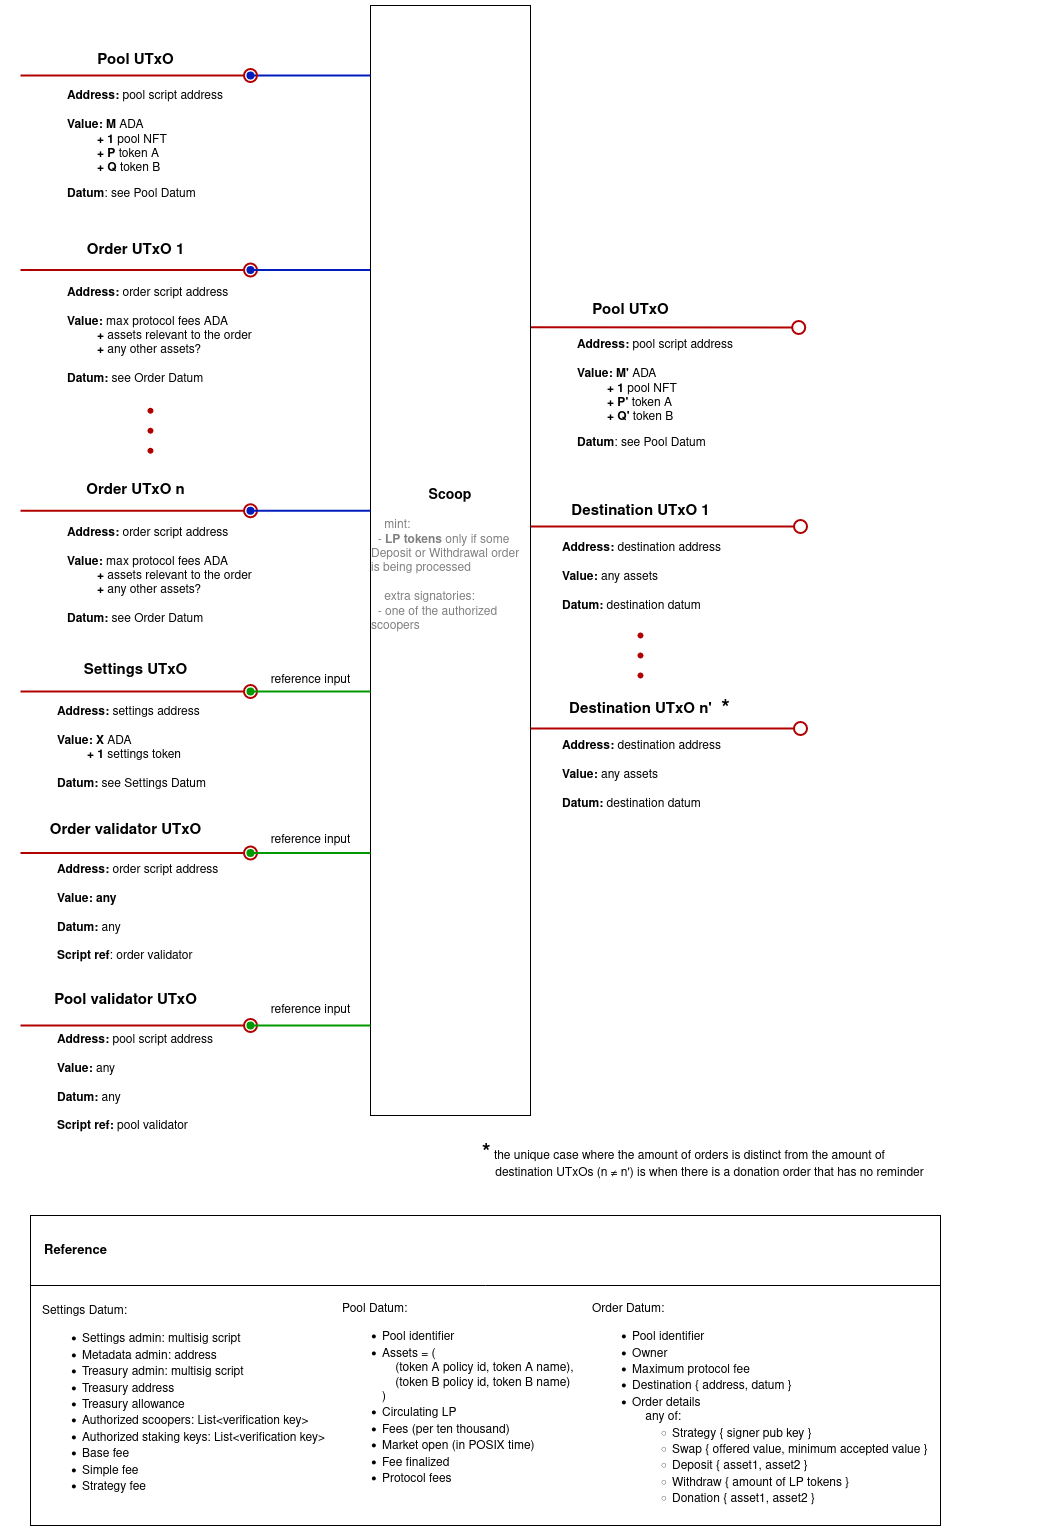 Pool UTxO
Address: pool script address
Value: M ADA
+ 1 pool NFT
+ P token A
+ Q token B
Datum: see Pool Datum
Order UTxO 1
Address: order script address
Value: max protocol fees ADA
+ assets relevant to the order
+ any other assets?
Datum: see Order Datum
Order UTxO n
Address: order script address
Value: max protocol fees ADA
+ assets relevant to the order
+ any other assets?
Datum: see Order Datum
Settings UTxO
reference input
Address: settings address
Value: X ADA
+ 1 settings token
Datum: see Settings Datum
Order validator UTxO
reference input
Address: order script address
Value: any
Datum: any
Script ref: order validator
Pool validator UTxO
reference input
Address: pool script address
Value: any
Datum: any
Script ref: pool validator
Scoop
mint:
- LP tokens only if some
Deposit or Withdrawal order
is being processed
extra signatories:
- one of the authorized
scoopers
Pool UTxO
Address: pool script address
Value: M' ADA
+ 1 pool NFT
+ P' token A
+ Q' token B
Datum: see Pool Datum
Destination UTxO 1
Address: destination address
Value: any assets
Datum: destination datum
Destination UTxO n' *
Address: destination address
Value: any assets
Datum: destination datum
* the unique case where the amount of orders is distinct from the amount of
destination UTxOs (n ≠ n') is when there is a donation order that has no reminder
Reference
Settings Datum:
• Settings admin: multisig script
• Metadata admin: address
• Treasury admin: multisig script
• Treasury address
• Treasury allowance
• Authorized scoopers: List<verification key>
• Authorized staking keys: List<verification key>
• Base fee
• Simple fee
• Strategy fee
Pool Datum:
• Pool identifier
• Assets = (
(token A policy id, token A name),
(token B policy id, token B name)
)
• Circulating LP
• Fees (per ten thousand)
• Market open (in POSIX time)
• Fee finalized
• Protocol fees
Order Datum:
• Pool identifier
• Owner
• Maximum protocol fee
• Destination { address, datum }
• Order details
any of:
○ Strategy { signer pub key }
○ Swap { offered value, minimum accepted value }
○ Deposit { asset1, asset2 }
○ Withdraw { amount of LP tokens }
○ Donation { asset1, asset2 }